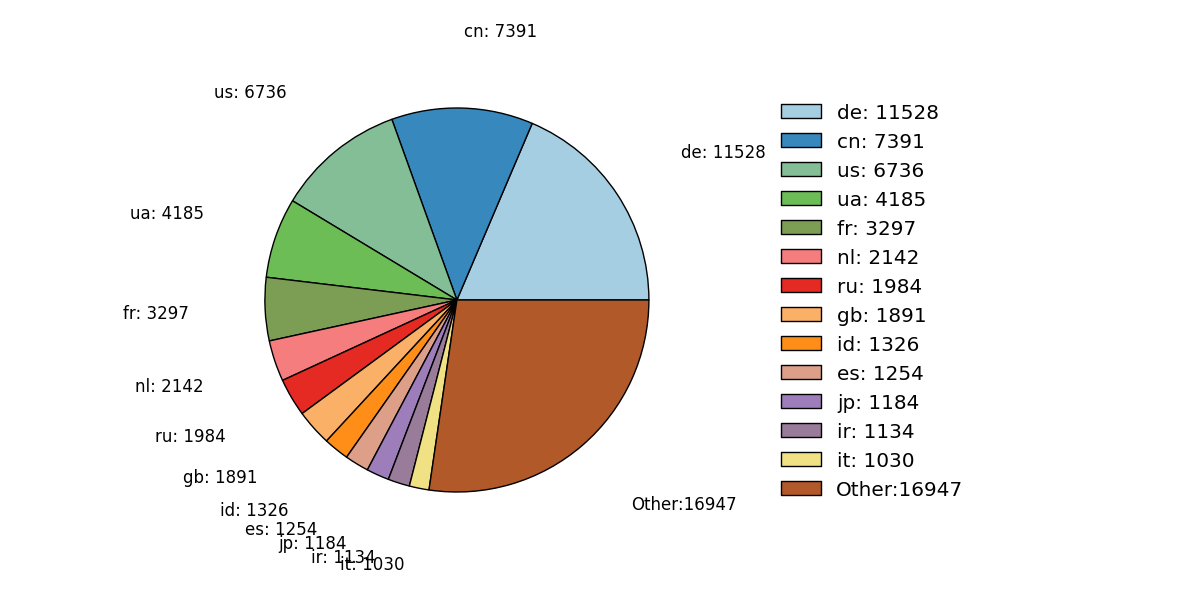 cn: 7391
us: 6736
de: 11528
ua: 4185
fr: 3297
nl: 2142
ru: 1984
gb: 1891
id: 1326
es: 1254
jp: 1184
ir: 1134
it: 1030
Other:16947
de: 11528
cn: 7391
us: 6736
ua: 4185
fr: 3297
nl: 2142
ru: 1984
gb: 1891
id: 1326
es: 1254
jp: 1184
ir: 1134
it: 1030
Other:16947